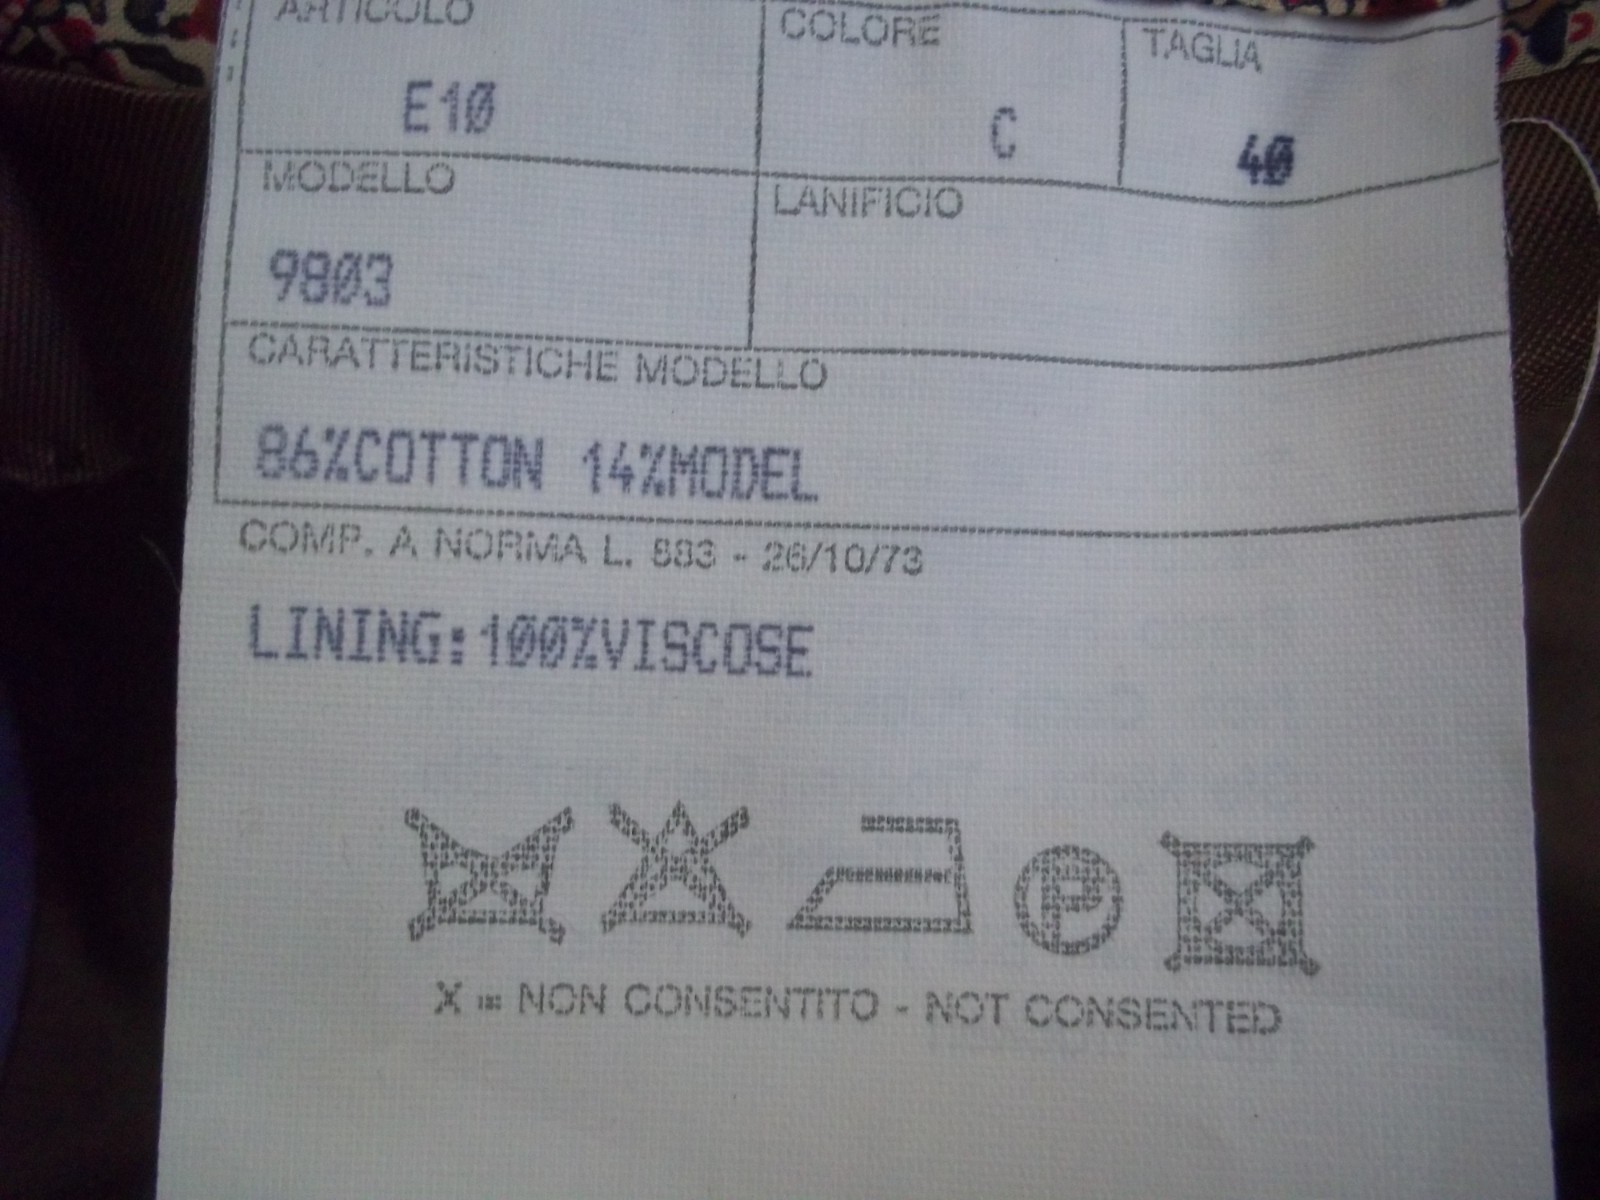 ARTICOLO COLORE TAGLIA
E10 C 40
MODELLO LANIFICIO
9803
CARATTERISTICHE MODELLO
86%COTTON 14%MODEL
COMP. A NORMA L. 883 - 26/10/73
LINING:100%VISCOSE
P
X = NON CONSENTITO - NOT CONSENTED